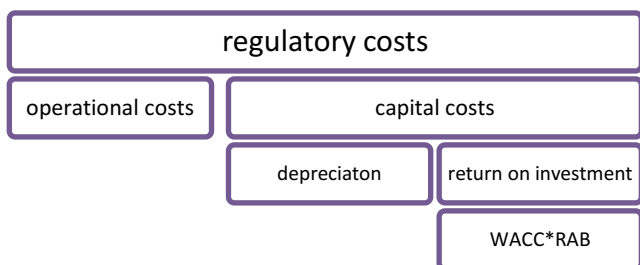 regulatory costs
operational costs
capital costs
depreciaton
return on investment
WACC*RAB